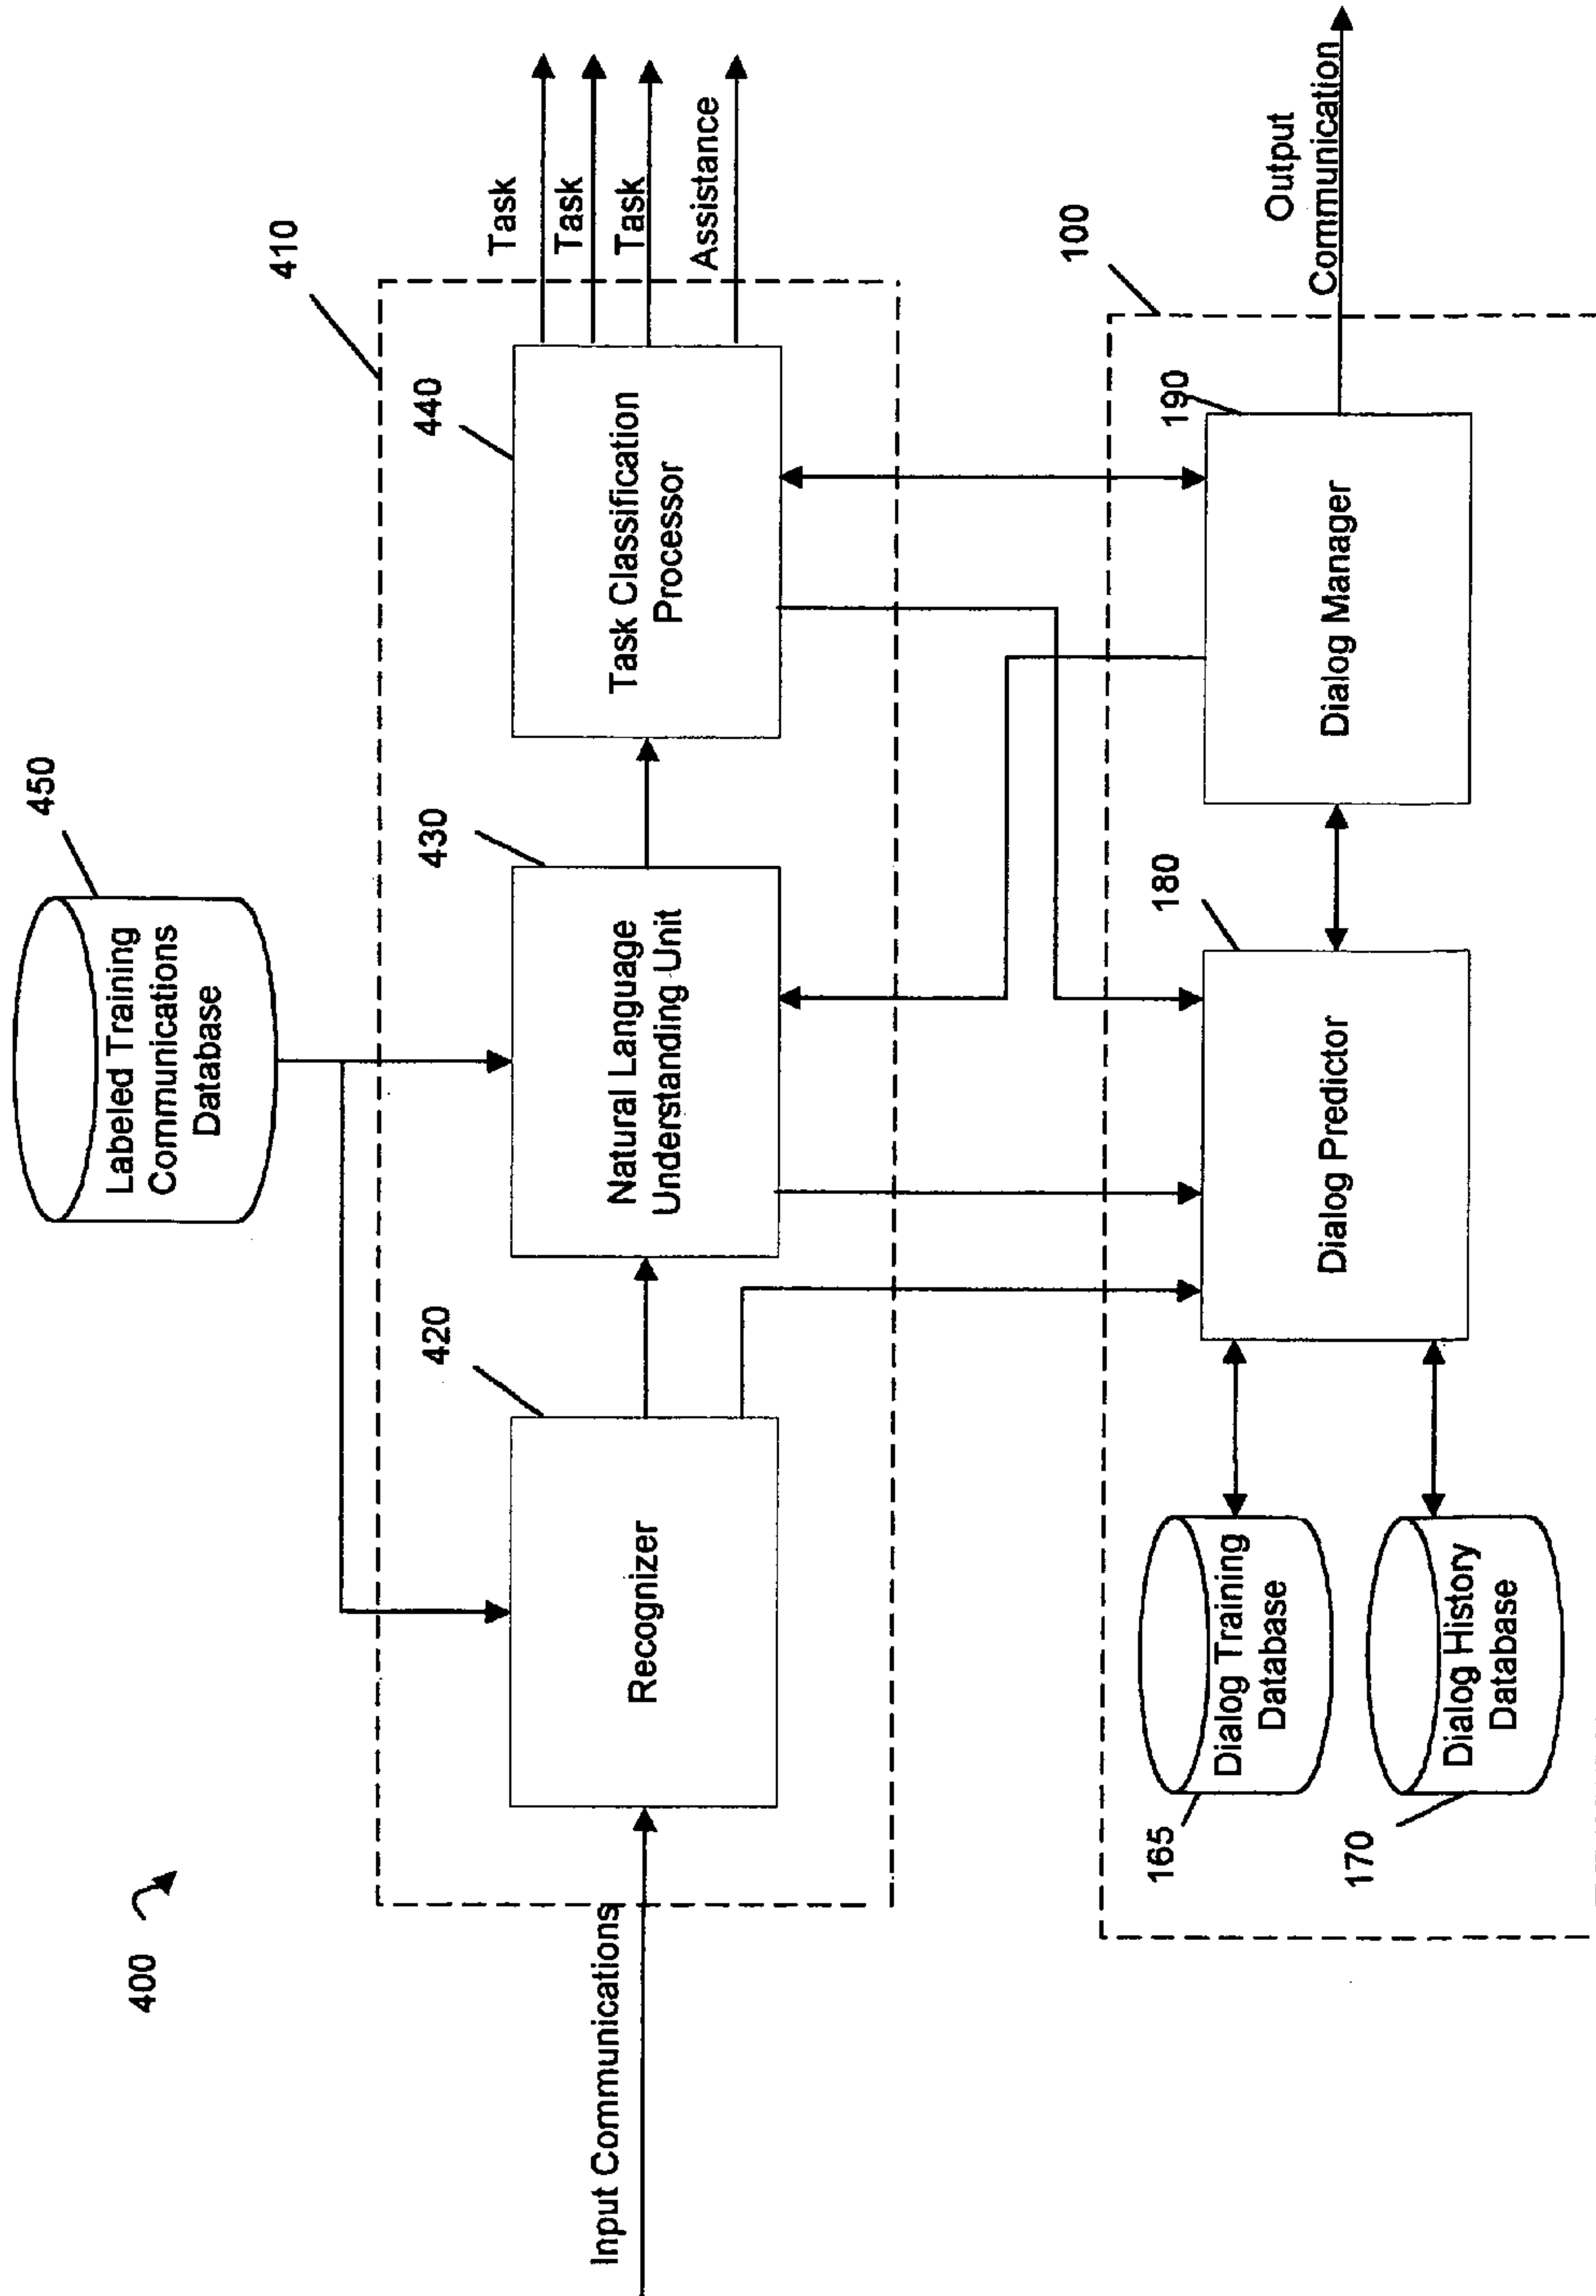 400
450
Labeled Training
Communications
Database
410
Input Communications
420
Recognizer
430
Natural Language
Understanding Unit
440
Task Classification
Processor
Task
Task
Task
Assistance
100
165
Dialog Training
Database
170
Dialog History
Database
180
Dialog Predictor
190
Dialog Manager
Output
Communication